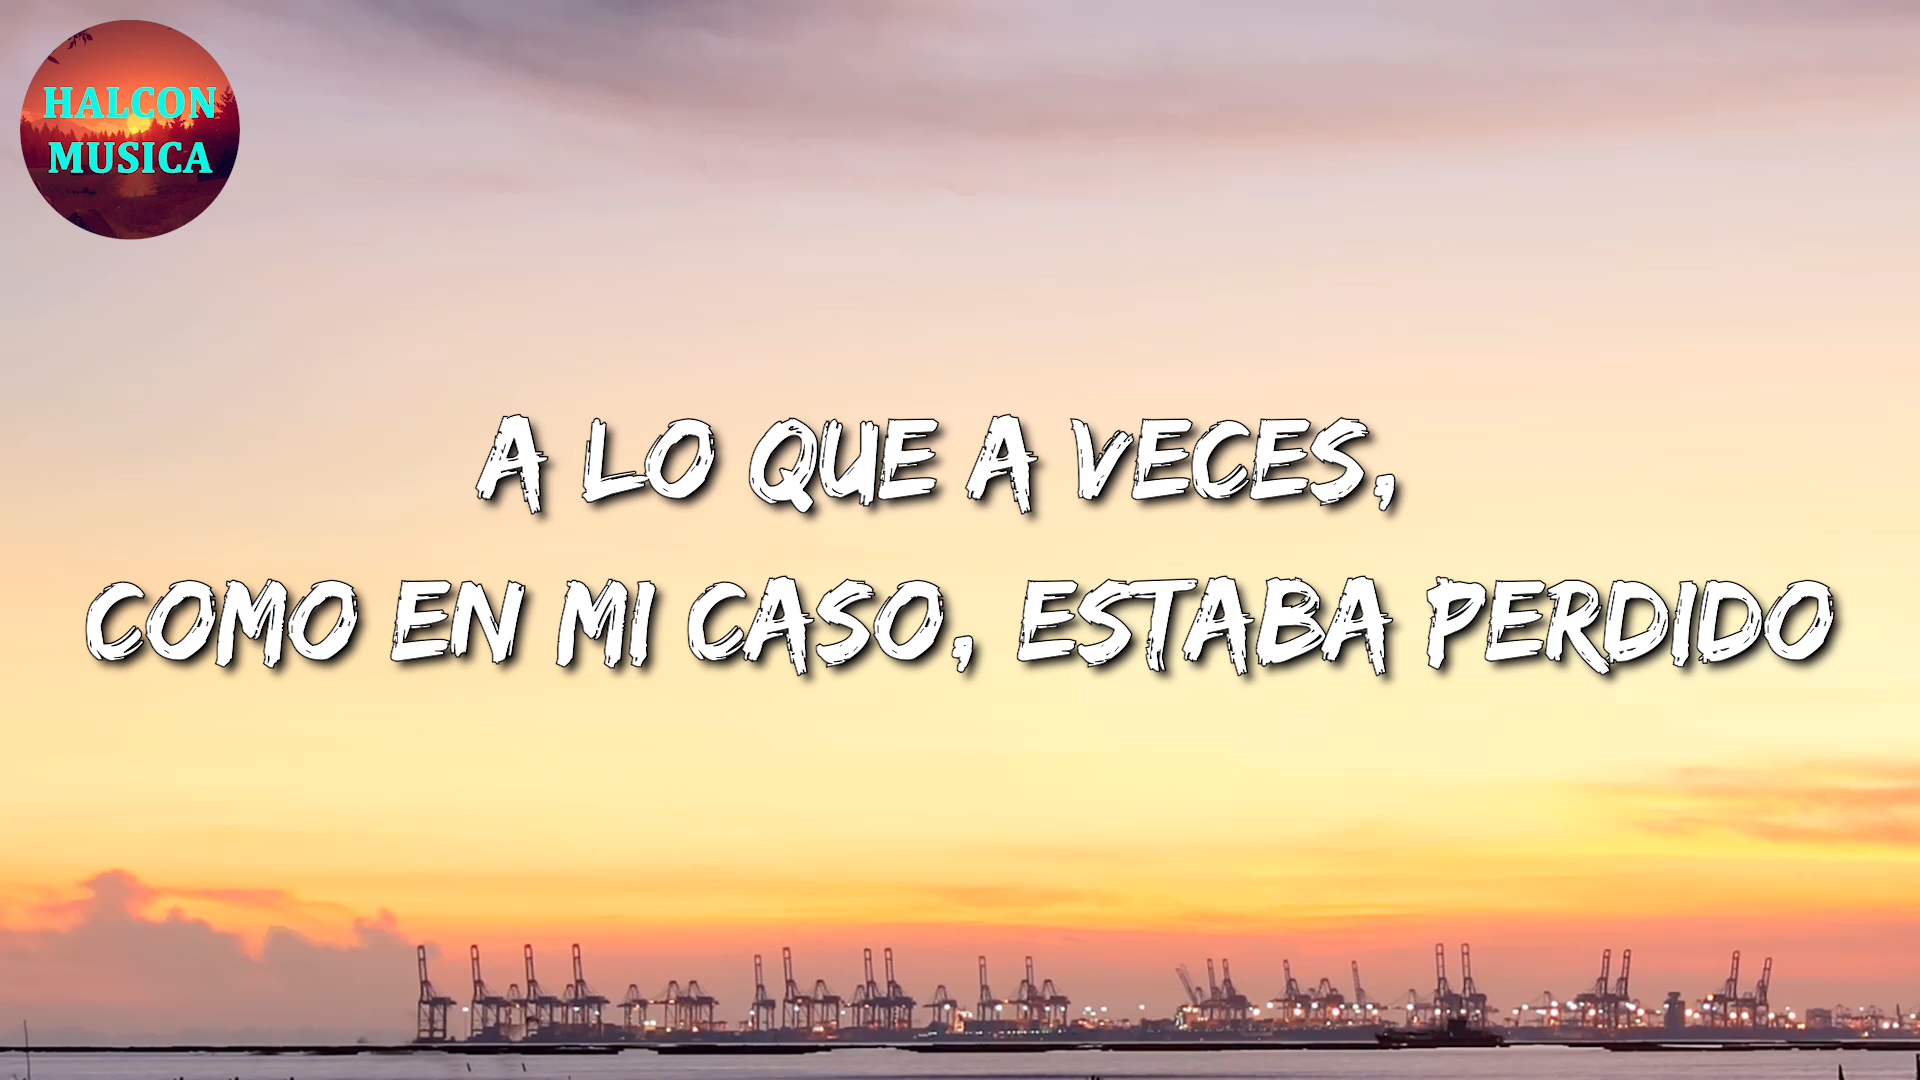 HALCON
MUSICA
A LO QUE A VECES,
COMO EN MI CASO, ESTABA PERDIDO